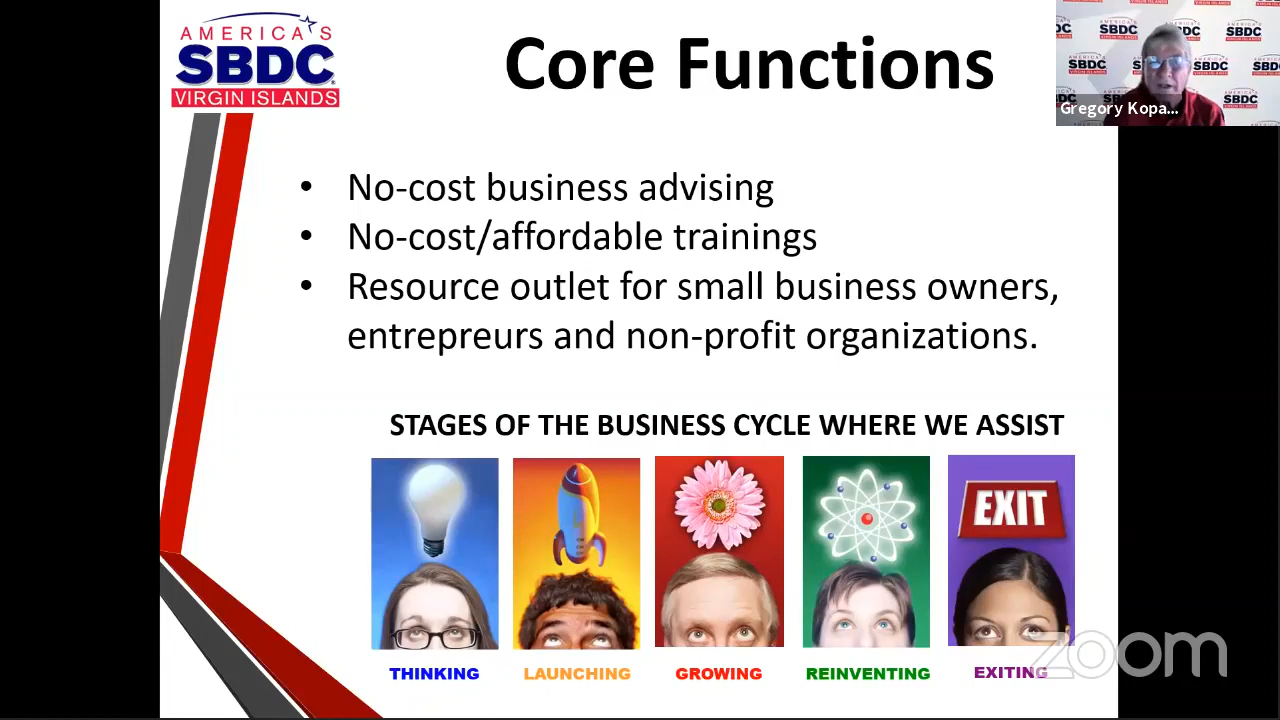 AMERICA'S
SBDC
VIRGIN ISLANDS
Core Functions
Gregory Kopa...
• No-cost business advising
• No-cost/affordable trainings
• Resource outlet for small business owners,
entrepreurs and non-profit organizations.
STAGES OF THE BUSINESS CYCLE WHERE WE ASSIST
EXIT
THINKING
LAUNCHING
GROWING
REINVENTING
EXITING
zoom